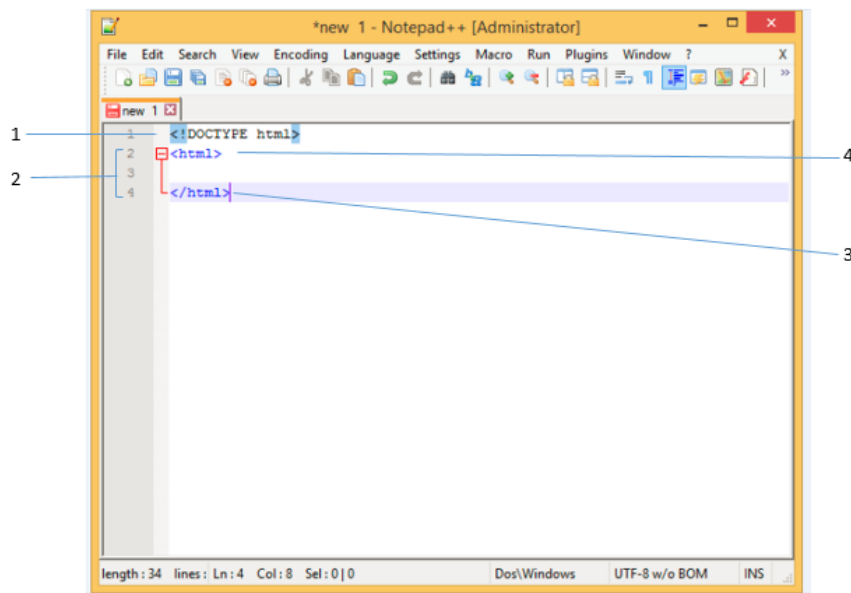 *new 1 - Notepad++ [Administrator]
File Edit Search View Encoding Language Settings Macro Run Plugins Window ? X
new 1
1 1 <!DOCTYPE html>
2 <html> 4
2 3
4 </html>
3
length : 34 lines : Ln : 4 Col : 8 Sel : 0 | 0 Dos\Windows UTF-8 w/o BOM INS